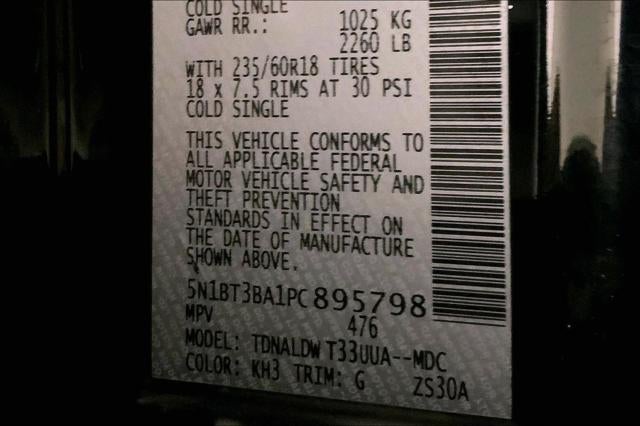 COLD SINGLE
GAWR RR.: 1025 KG
2260 LB
WITH 235/60R18 TIRES
18 x 7.5 RIMS AT 30 PSI
COLD SINGLE
THIS VEHICLE CONFORMS TO
ALL APPLICABLE FEDERAL
MOTOR VEHICLE SAFETY AND
THEFT PREVENTION
STANDARDS IN EFFECT ON
THE DATE OF MANUFACTURE
SHOWN ABOVE.
5N1BT3BA1PC895798
MPV 476
MODEL: TDNALDW T33UUA--MDC
COLOR: KH3 TRIM: G ZS30A